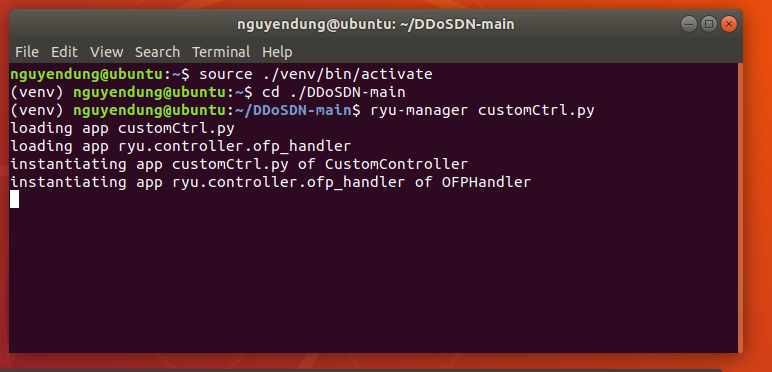 nguyendung@ubuntu: ~/DDoSDN-main
File Edit View Search Terminal Help
nguyendung@ubuntu:~$ source ./venv/bin/activate
(venv) nguyendung@ubuntu:~$ cd ./DDoSDN-main
(venv) nguyendung@ubuntu:~/DDoSDN-main$ ryu-manager customCtrl.py
loading app customCtrl.py
loading app ryu.controller.ofp_handler
instantiating app customCtrl.py of CustomController
instantiating app ryu.controller.ofp_handler of OFPHandler